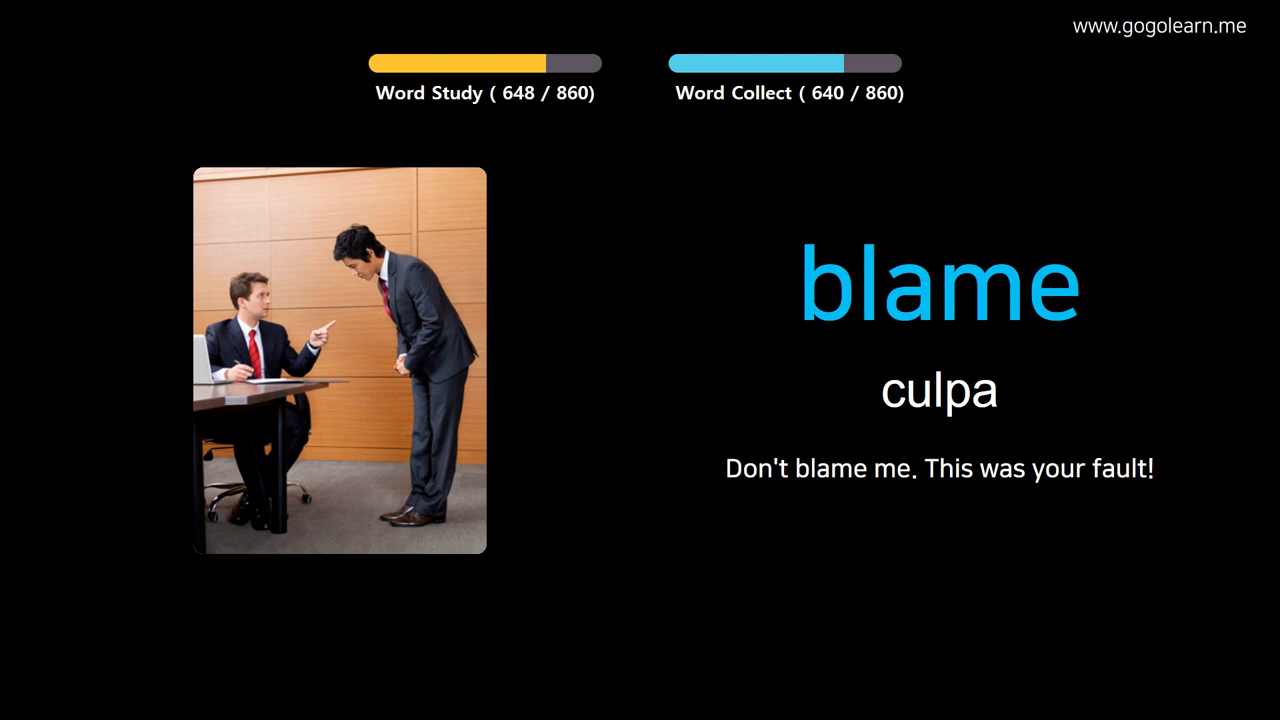 www.gogolearn.me
Word Study ( 648 / 860)
Word Collect ( 640 / 860)
blame
culpa
Don't blame me. This was your fault!